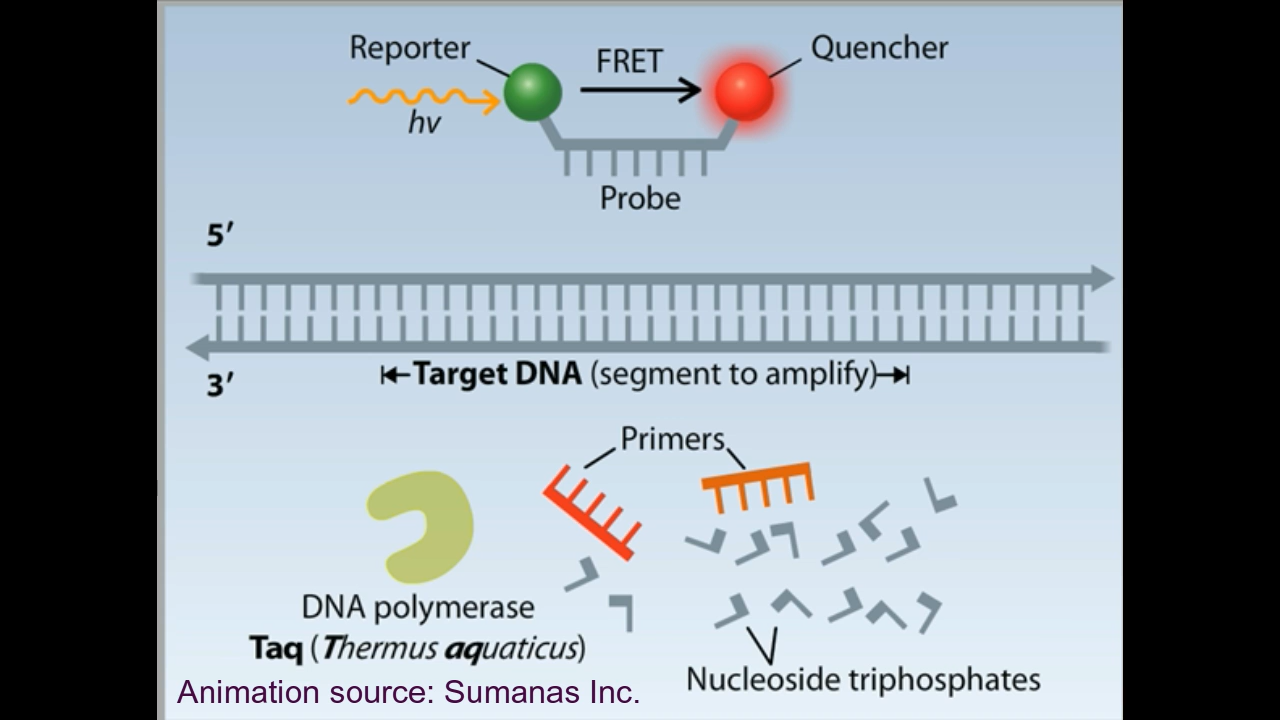 Reporter
FRET
Quencher
hv
Probe
5′
3′
Target DNA (segment to amplify)
Primers
DNA polymerase
Taq (Thermus aquaticus)
Nucleoside triphosphates
Animation source: Sumanas Inc.